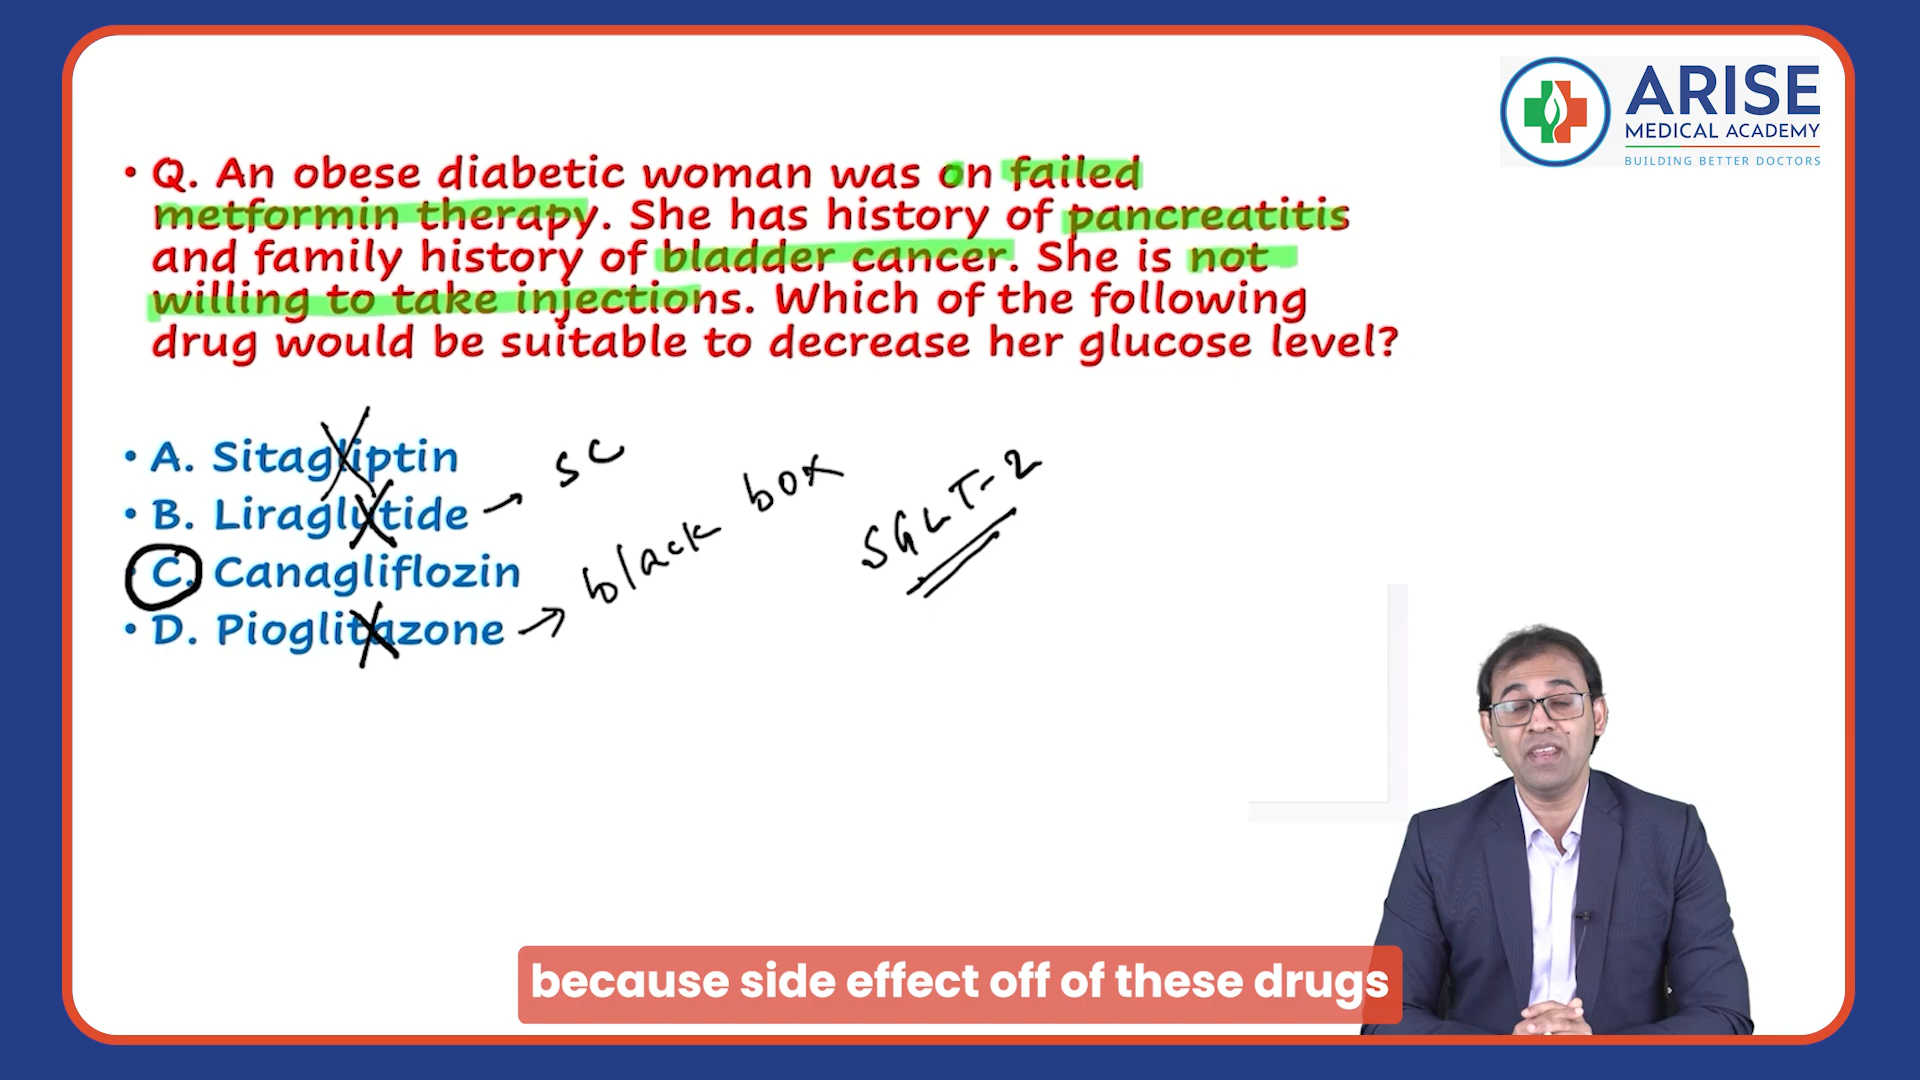 ARISE
MEDICAL ACADEMY
BUILDING BETTER DOCTORS
• Q. An obese diabetic woman was on failed
metformin therapy. She has history of pancreatitis
and family history of bladder cancer. She is not
willing to take injections. Which of the following
drug would be suitable to decrease her glucose level?
• A. Sitagliptin
• B. Liraglutide → SC
• C. Canagliflozin
• D. Pioglitazone → black box
SGLT-2
because side effect off of these drugs